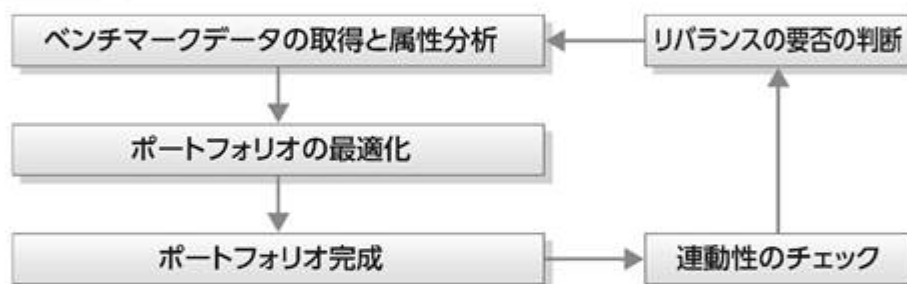 ベンチマークデータの取得と属性分析
リバランスの要否の判断
ポートフォリオの最適化
ポートフォリオ完成
連動性のチェック